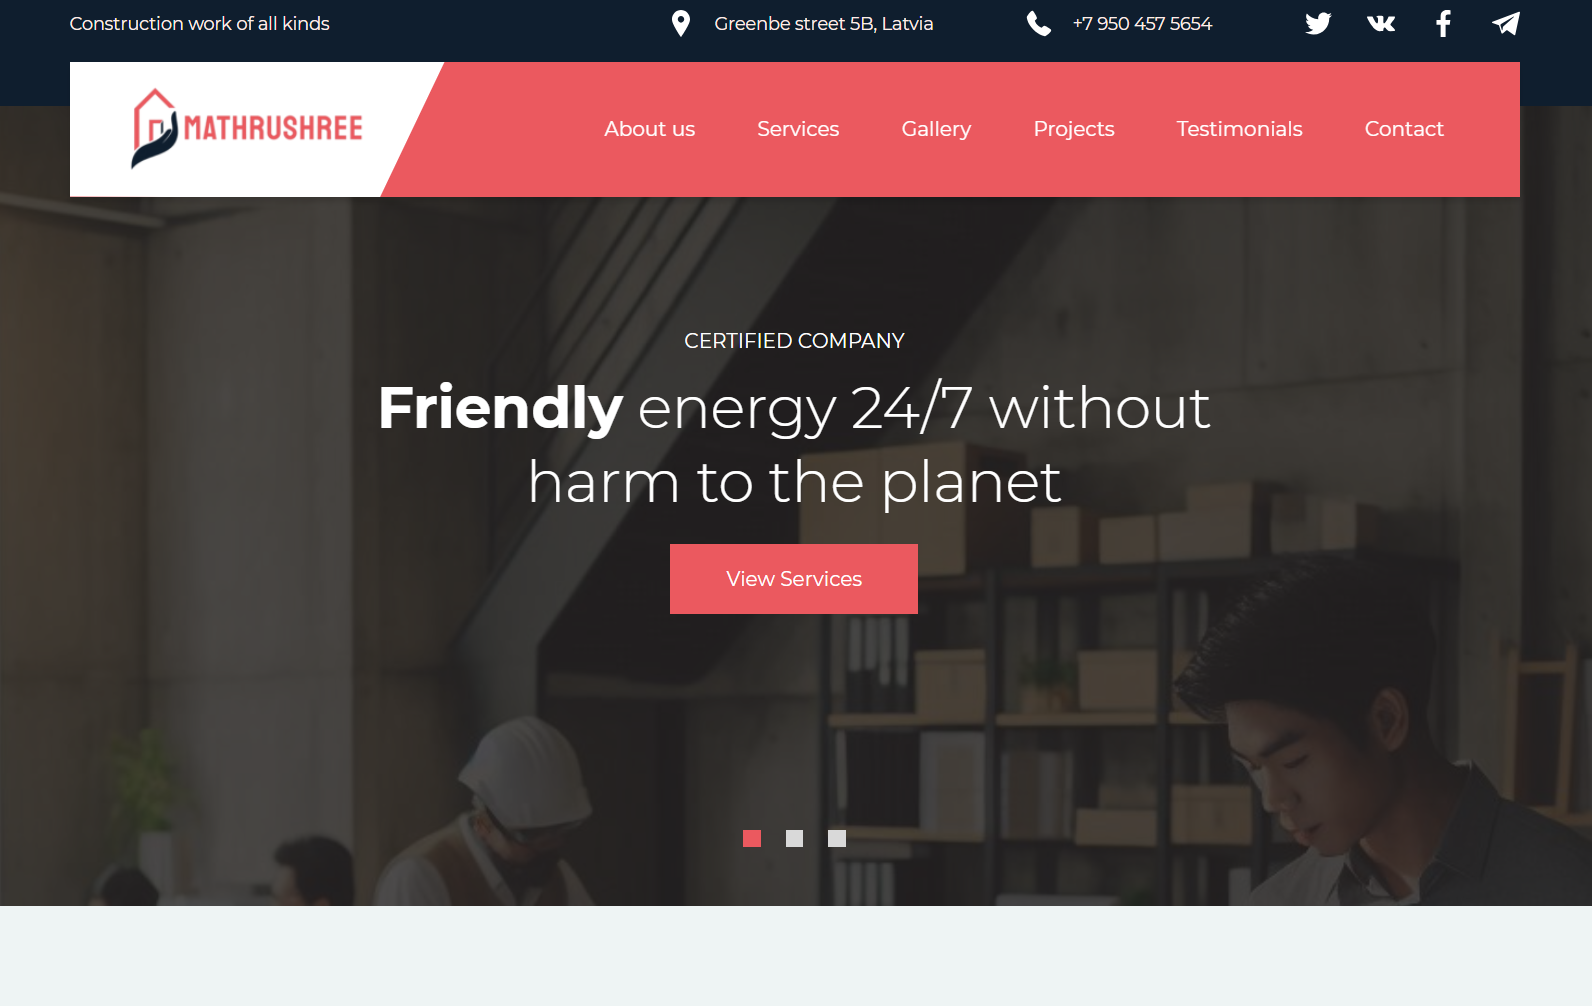 Construction work of all kinds
Greenbe street 5B, Latvia
+7 950 457 5654
MATHRUSHREE
About us
Services
Gallery
Projects
Testimonials
Contact
CERTIFIED COMPANY
Friendly energy 24/7 without
harm to the planet
View Services